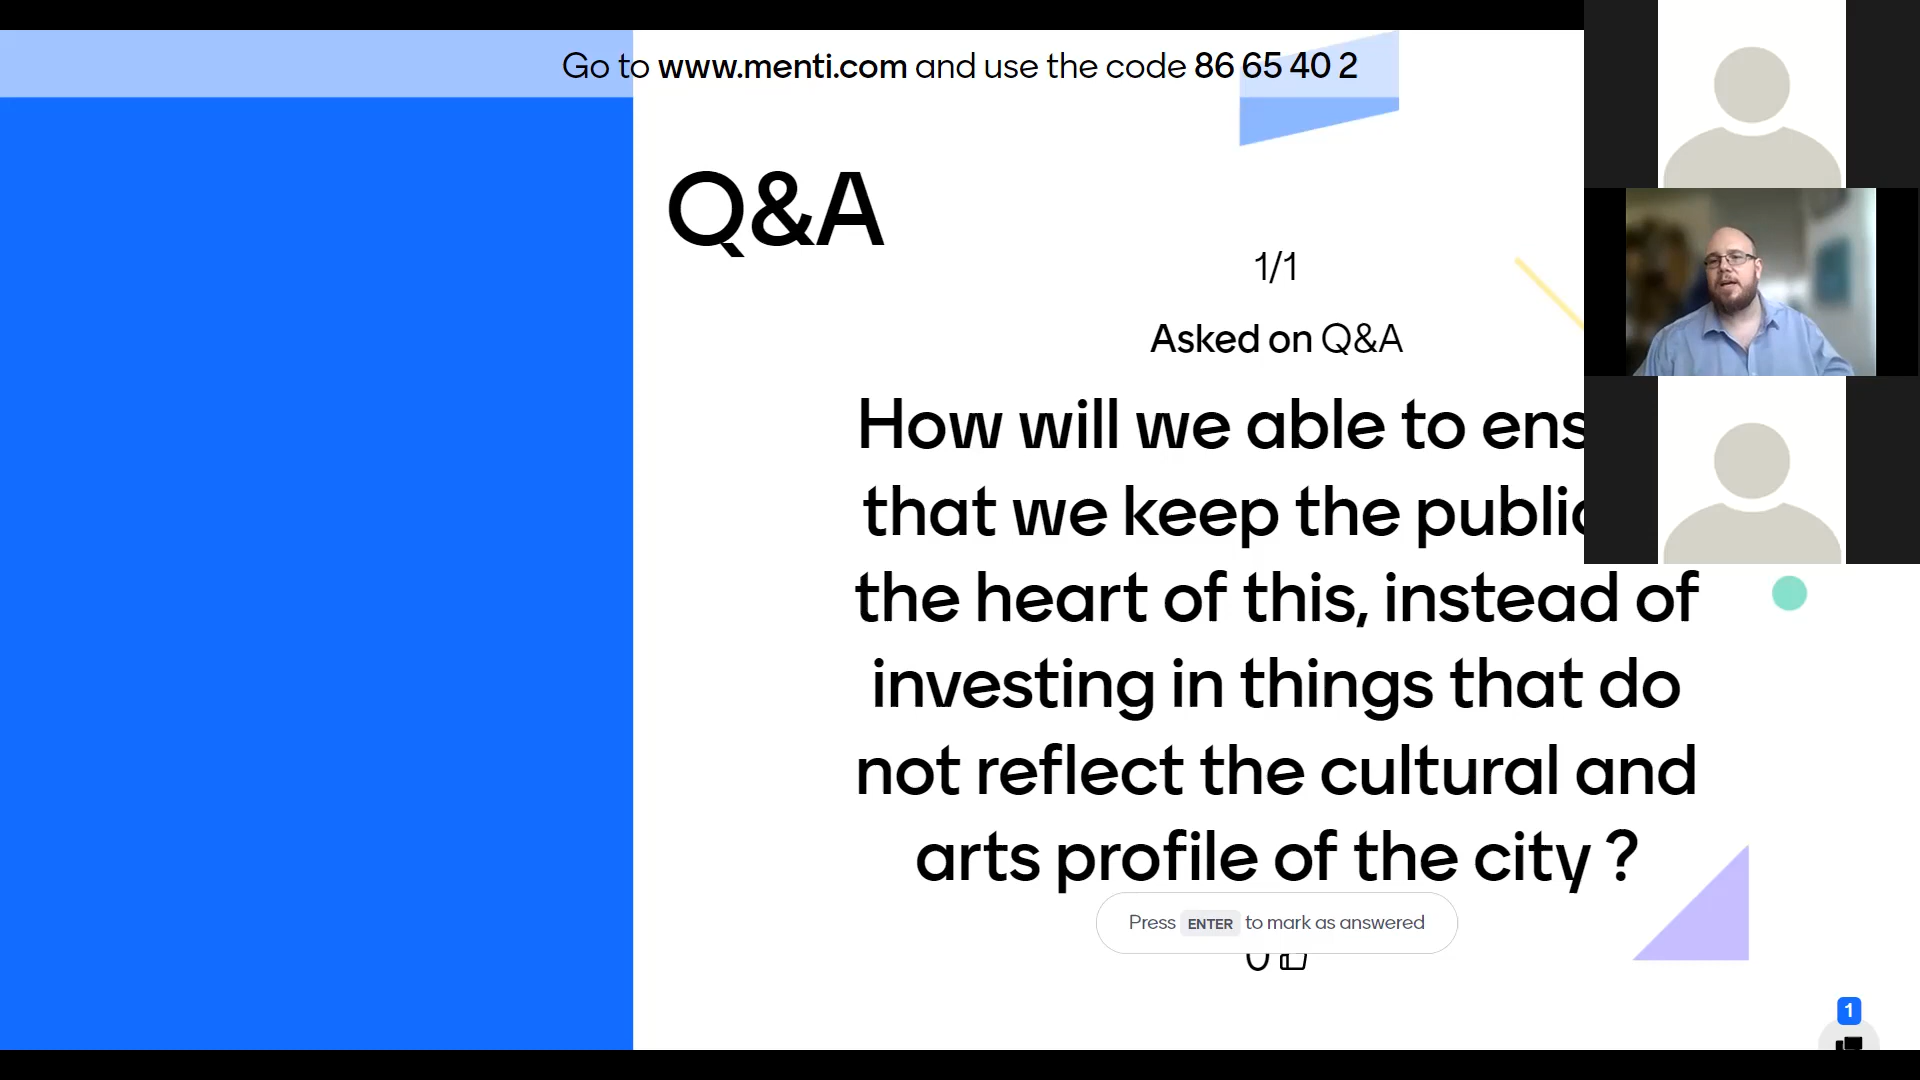 Go to www.menti.com and use the code 86 65 40 2
Q&A
1/1
Asked on Q&A
How will we able to ens
that we keep the public
the heart of this, instead of
investing in things that do
not reflect the cultural and
arts profile of the city ?
Press ENTER to mark as answered
0
1